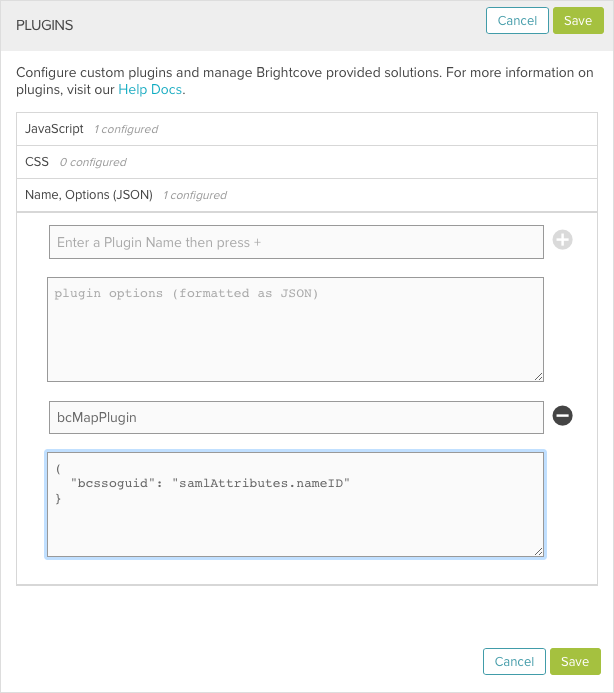 PLUGINS
Cancel
Save
Configure custom plugins and manage Brightcove provided solutions. For more information on
plugins, visit our Help Docs.
JavaScript 1 configured
CSS 0 configured
Name, Options (JSON) 1 configured
Enter a Plugin Name then press +
plugin options (formatted as JSON)
bcMapPlugin
(
"bcssoguid": "samlAttributes.nameID"
}
Cancel
Save